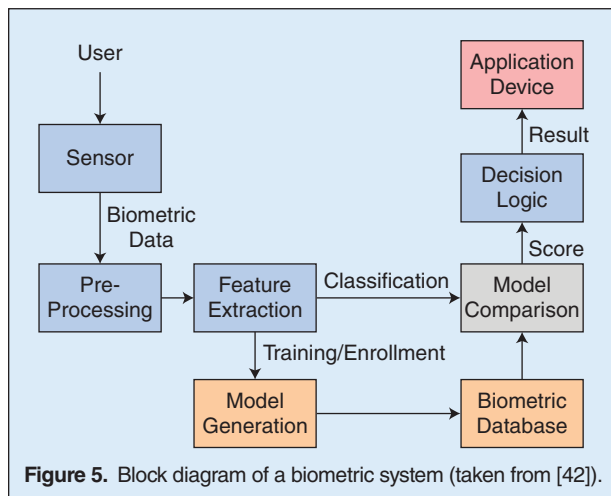 User
Application
Device
Result
Sensor
Decision
Logic
Biometric
Data
Score
Pre-
Processing
Feature
Extraction
Classification
Model
Comparison
Training/Enrollment
Model
Generation
Biometric
Database
Figure 5. Block diagram of a biometric system (taken from [42]).